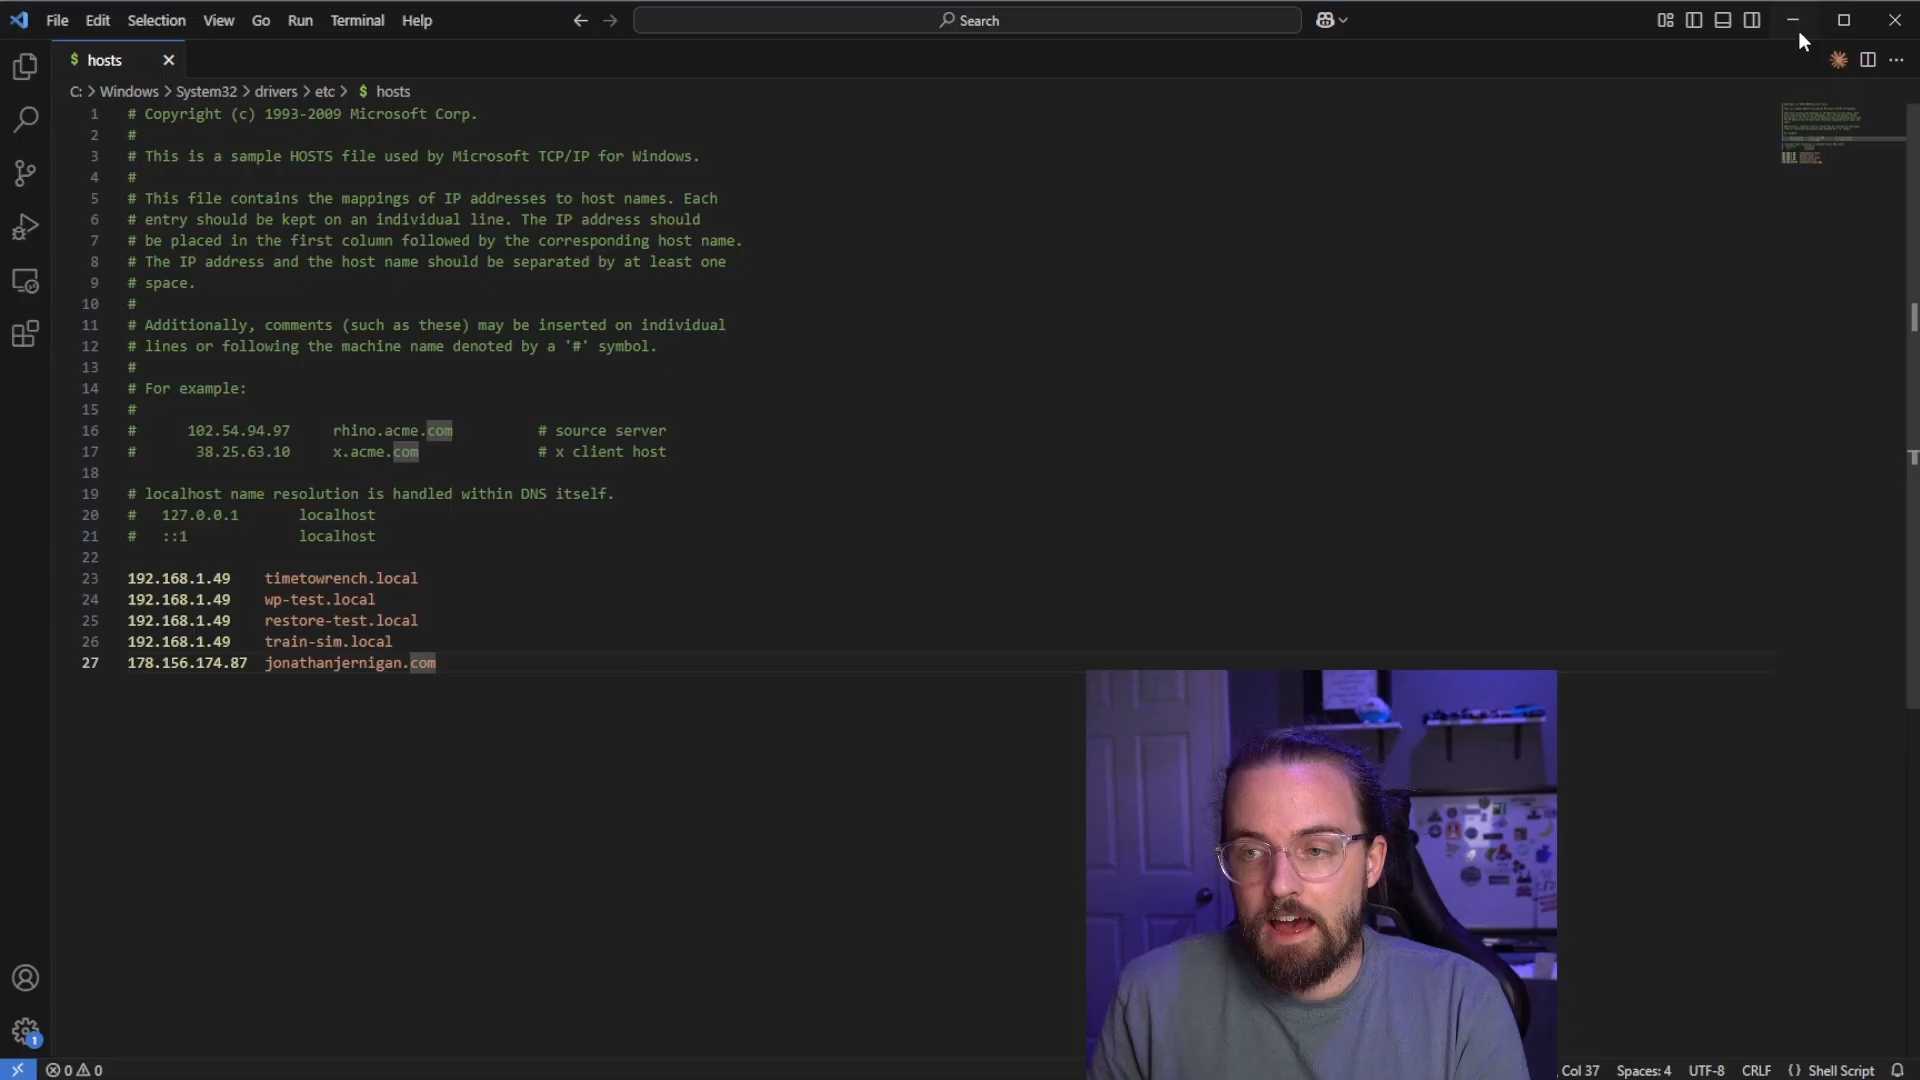 File Edit Selection View Go Run Terminal Help Search
$ hosts
C: > Windows > System32 > drivers > etc > $ hosts
1 # Copyright (c) 1993-2009 Microsoft Corp.
2 #
3 # This is a sample HOSTS file used by Microsoft TCP/IP for Windows.
4 #
5 # This file contains the mappings of IP addresses to host names. Each
6 # entry should be kept on an individual line. The IP address should
7 # be placed in the first column followed by the corresponding host name.
8 # The IP address and the host name should be separated by at least one
9 # space.
10 #
11 # Additionally, comments (such as these) may be inserted on individual
12 # lines or following the machine name denoted by a '#' symbol.
13 #
14 # For example:
15 #
16 # 102.54.94.97 rhino.acme.com # source server
17 # 38.25.63.10 x.acme.com # x client host
18
19 # localhost name resolution is handled within DNS itself.
20 # 127.0.0.1 localhost
21 # ::1 localhost
22
23 192.168.1.49 timetowrench.local
24 192.168.1.49 wp-test.local
25 192.168.1.49 restore-test.local
26 192.168.1.49 train-sim.local
27 178.156.174.87 jonathanjernigan.com
1
0 0 , Col 37 Spaces: 4 UTF-8 CRLF {} Shell Script